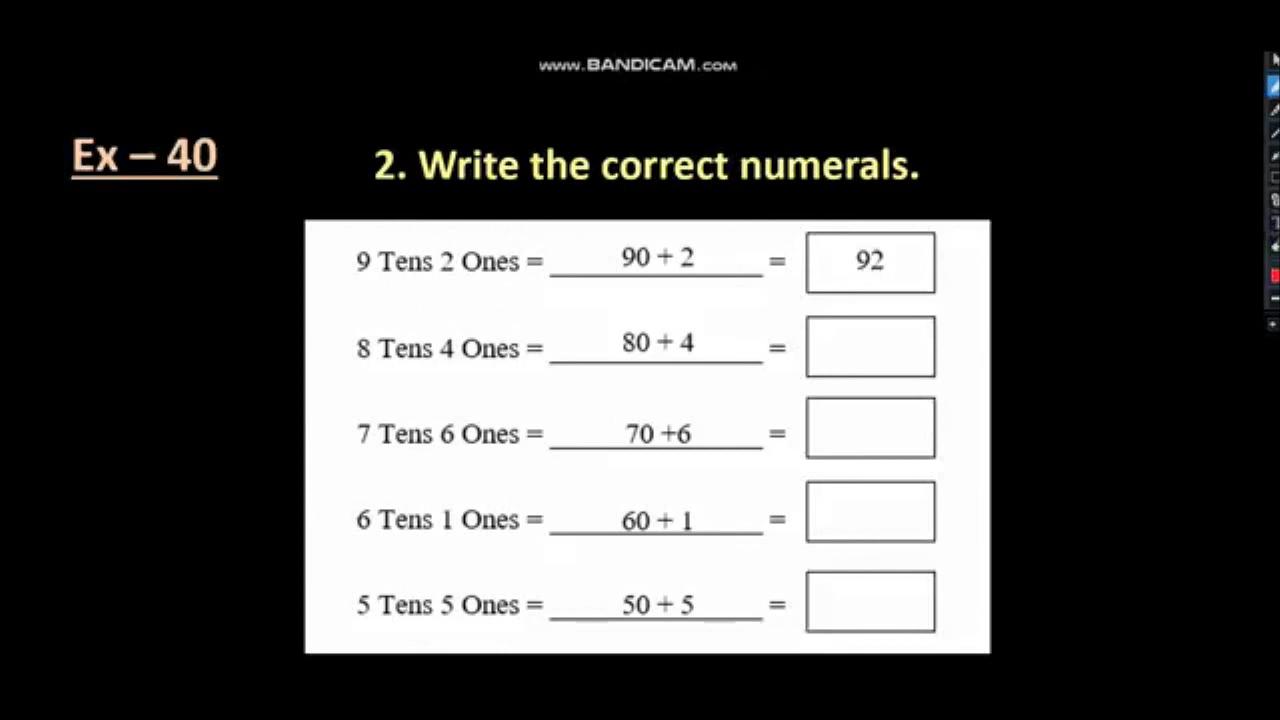 www.BANDICAM.com
Ex – 40
2. Write the correct numerals.
9 Tens 2 Ones = 90 + 2 = 92
8 Tens 4 Ones = 80 + 4 =
7 Tens 6 Ones = 70 +6 =
6 Tens 1 Ones = 60 + 1 =
5 Tens 5 Ones = 50 + 5 =